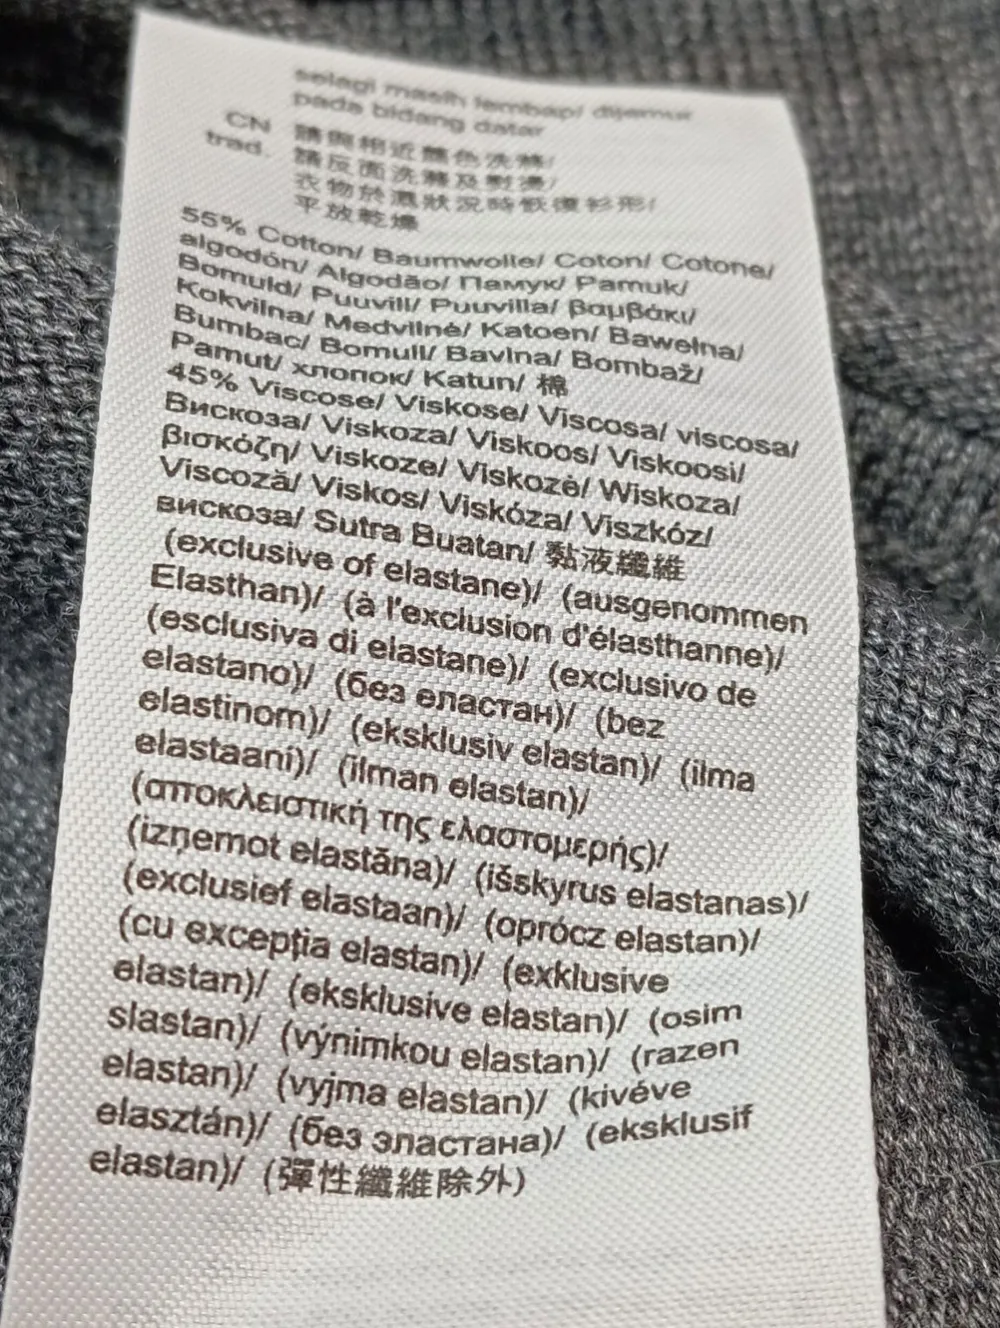 selagi masih lembap/ dijemur
pada bidang datar
CN 請與相近顏色洗滌/
trad. 請反面洗滌及對燙/
衣物於濕狀況時恢復衫形/
平放乾燥
55% Cotton/ Baumwolle/ Coton/ Cotone/
algodón/ Algodão/ Памук/ Pamuk/
Bomuld/ Puuvill/ Puuvilla/ βαμβάκι/
Kokvilna/ Medvilnė/ Katoen/ Bawełna/
Bumbac/ Bomull/ Bavlna/ Bombaž/
Pamut/ хлопок/ Katun/ 棉
45% Viscose/ Viskose/ Viscosa/ viscosa/
Вискоза/ Viskoza/ Viskoos/ Viskoosi/
βισκόζη/ Viskoze/ Viskozė/ Wiskoza/
Viscoză/ Viskos/ Viskóza/ Viszkóz/
вискоза/ Sutra Buatan/ 黏液纖維
(exclusive of elastane)/ (ausgenommen
Elasthan)/ (à l'exclusion d'élasthanne)/
(esclusiva di elastane)/ (exclusivo de
elastano)/ (без еластан)/ (bez
elastinom)/ (eksklusiv elastan)/ (ilma
elastaani)/ (ilman elastan)/
(αποκλειστική της ελαστομερής)/
(izņemot elastāna)/ (išskyrus elastanas)/
(exclusief elastaan)/ (oprócz elastan)/
(cu excepția elastan)/ (exklusive
elastan)/ (eksklusive elastan)/ (osim
slastan)/ (výnimkou elastan)/ (razen
elastan)/ (vyjma elastan)/ (kivéve
elasztán)/ (без эластана)/ (eksklusif
elastan)/ (彈性纖維除外)